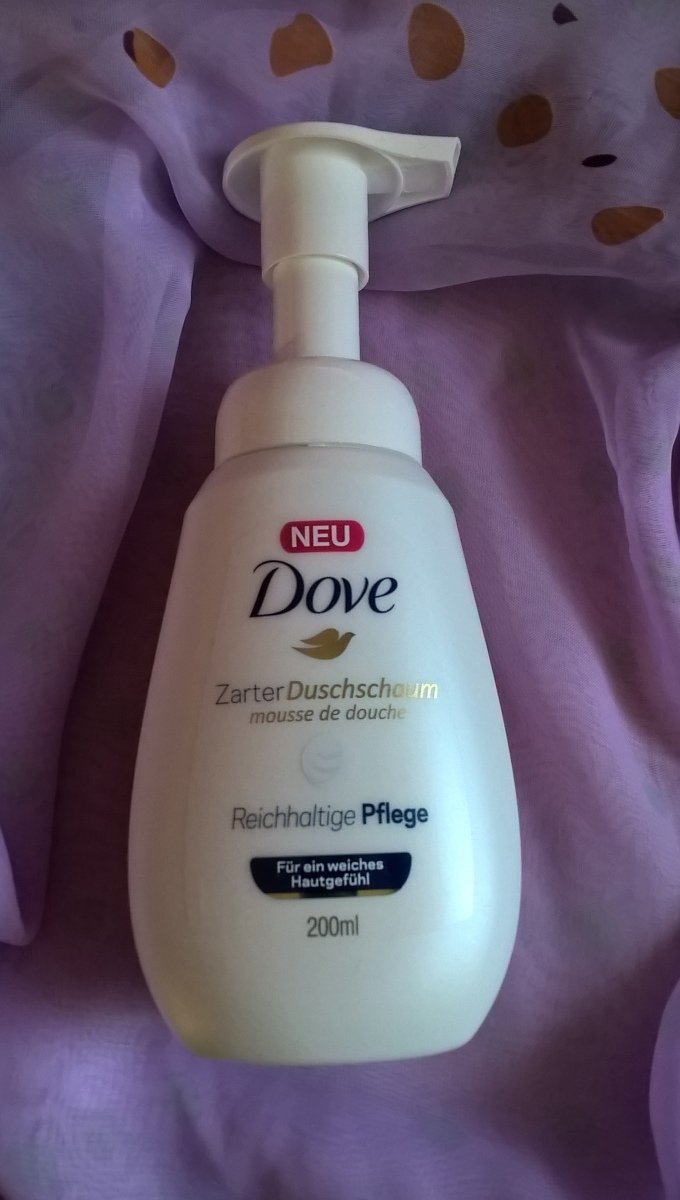 NEU
Dove
Zarter Duschschaum
mousse de douche
Reichhaltige Pflege
Für ein weiches
Hautgefühl
200ml